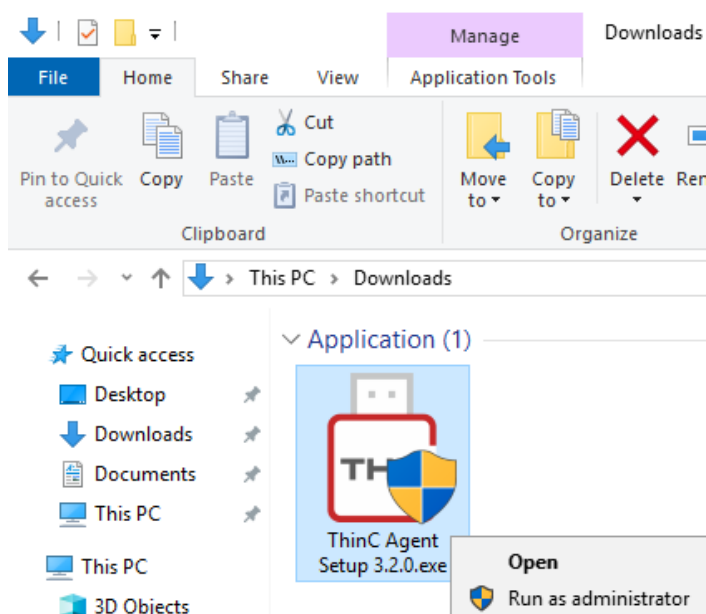 Manage
Downloads
File
Home
Share
View
Application Tools
Pin to Quick
access
Copy
Paste
Cut
W...
Copy path
Paste shortcut
Move
to
Copy
to
Delete
Ren
Clipboard
Organize
This PC > Downloads
Quick access
Desktop
Downloads
Documents
This PC
This PC
3D Objects
Application (1)
TH
ThinC Agent
Setup 3.2.0.exe
Open
Run as administrator